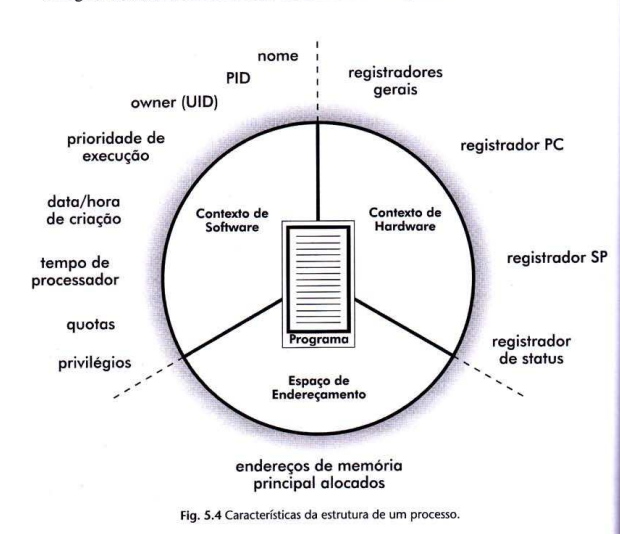 nome
PID
owner (UID)
prioridade de
execução
data/hora
de criação
tempo de
processador
quotas
privilégios
registradores
gerais
registrador PC
registrador SP
registrador
de status
Contexto de
Software
Contexto de
Hardware
Programa
Espaço de
Endereçamento
endereços de memória
principal alocados
Fig. 5.4 Características da estrutura de um processo.